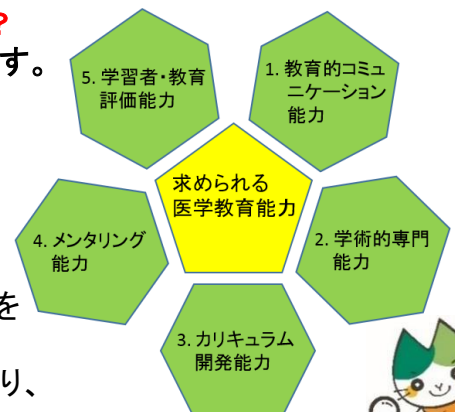 ?
す。
5. 学習者・教育
評価能力
1. 教育的コミュ
ニケーション
能力
求められる
医学教育能力
4. メンタリング
能力
2. 学術的専門
能力
を
3. カリキュラム
開発能力
り、